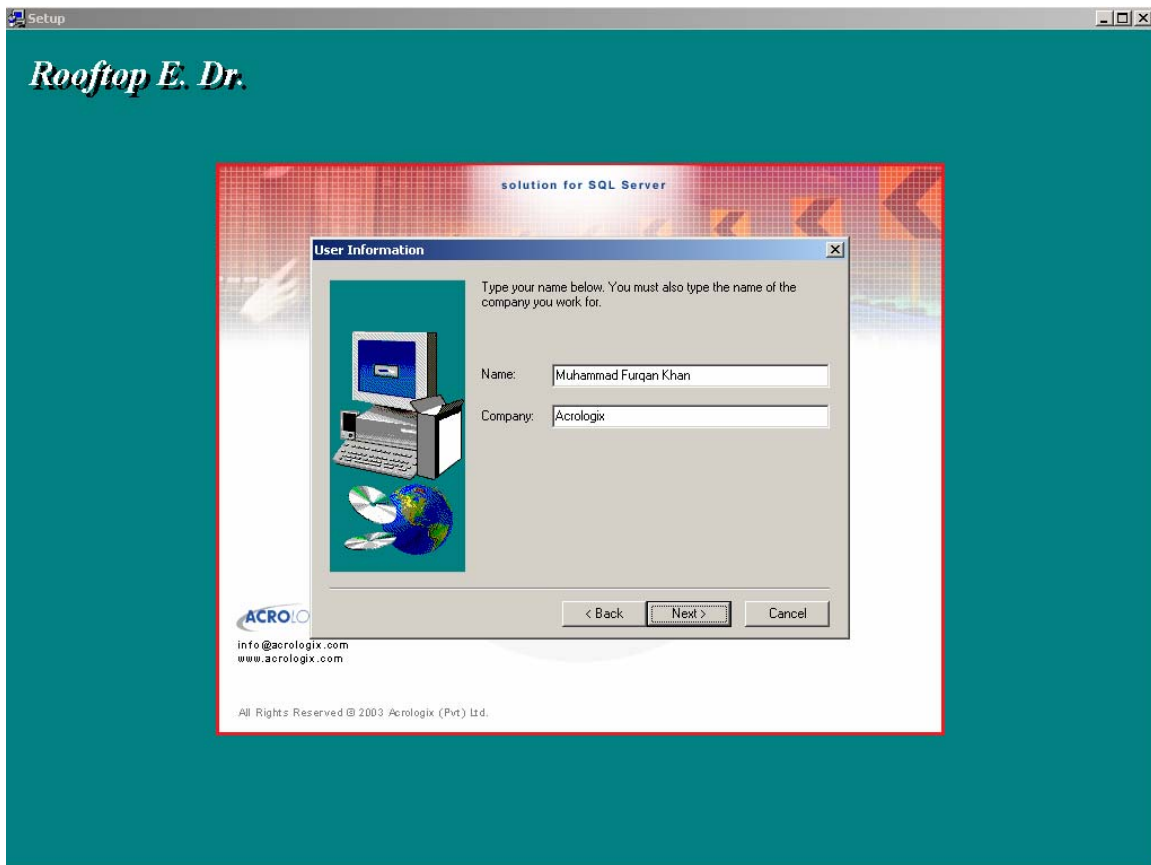 Setup
Rooftop E. Dr.
solution for SQL Server
User Information
Type your name below. You must also type the name of the
company you work for.
Name: Muhammad Furqan Khan
Company: Acrologix
< Back Next > Cancel
ACROLO
info@acrologix.com
www.acrologix.com
All Rights Reserved © 2003 Acrologix (Pvt) Ltd.